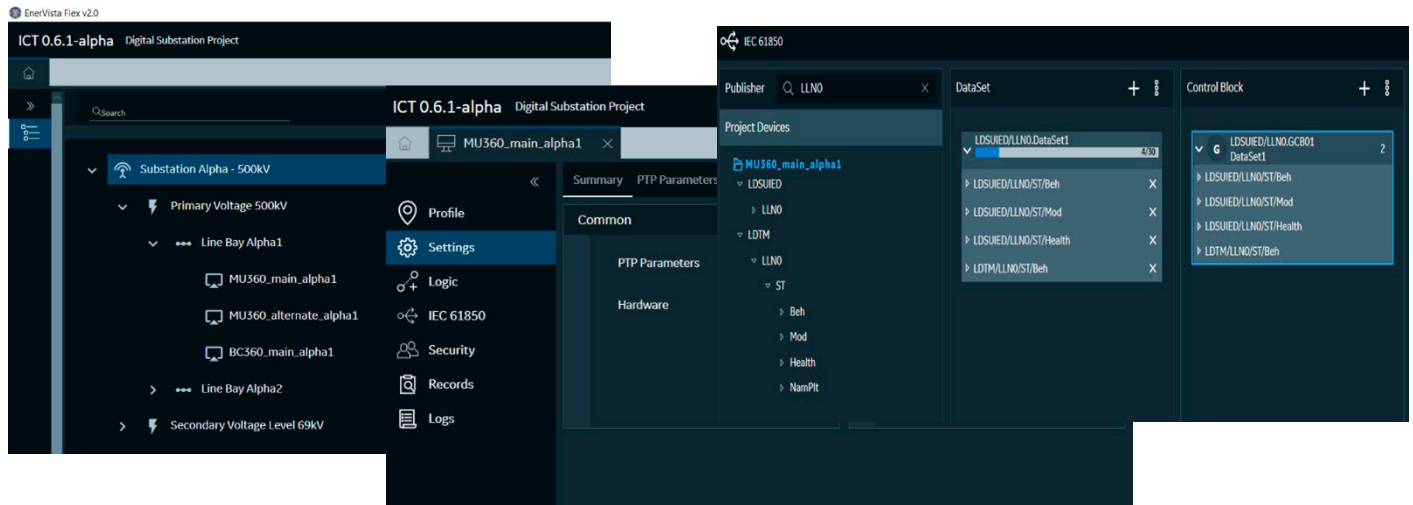 EnerVista Flex v2.0
ICT 0.6.1-alpha Digital Substation Project
Search
Substation Alpha - 500kV
Primary Voltage 500kV
Line Bay Alpha1
MU360_main_alpha1
MU360_alternate_alpha1
BC360_main_alpha1
Line Bay Alpha2
Secondary Voltage Level 69kV
ICT 0.6.1-alpha Digital Substation Project
MU360_main_alpha1
Profile
Settings
Logic
IEC 61850
Security
Records
Logs
Summary PTP Parameters
Common
PTP Parameters
Hardware
IEC 61850
Publisher LLN0 X
Project Devices
MU360_main_alpha1
LDSUIED
LLN0
LDTM
LLN0
ST
Beh
Mod
Health
NamPlt
DataSet
LDSUIED/LLN0.DataSet1
4/30
LDSUIED/LLN0/ST/Beh X
LDSUIED/LLN0/ST/Mod X
LDSUIED/LLN0/ST/Health X
LDTM/LLN0/ST/Beh X
Control Block
G LDSUIED/LLN0.GCB01 2
DataSet1
LDSUIED/LLN0/ST/Beh
LDSUIED/LLN0/ST/Mod
LDSUIED/LLN0/ST/Health
LDTM/LLN0/ST/Beh